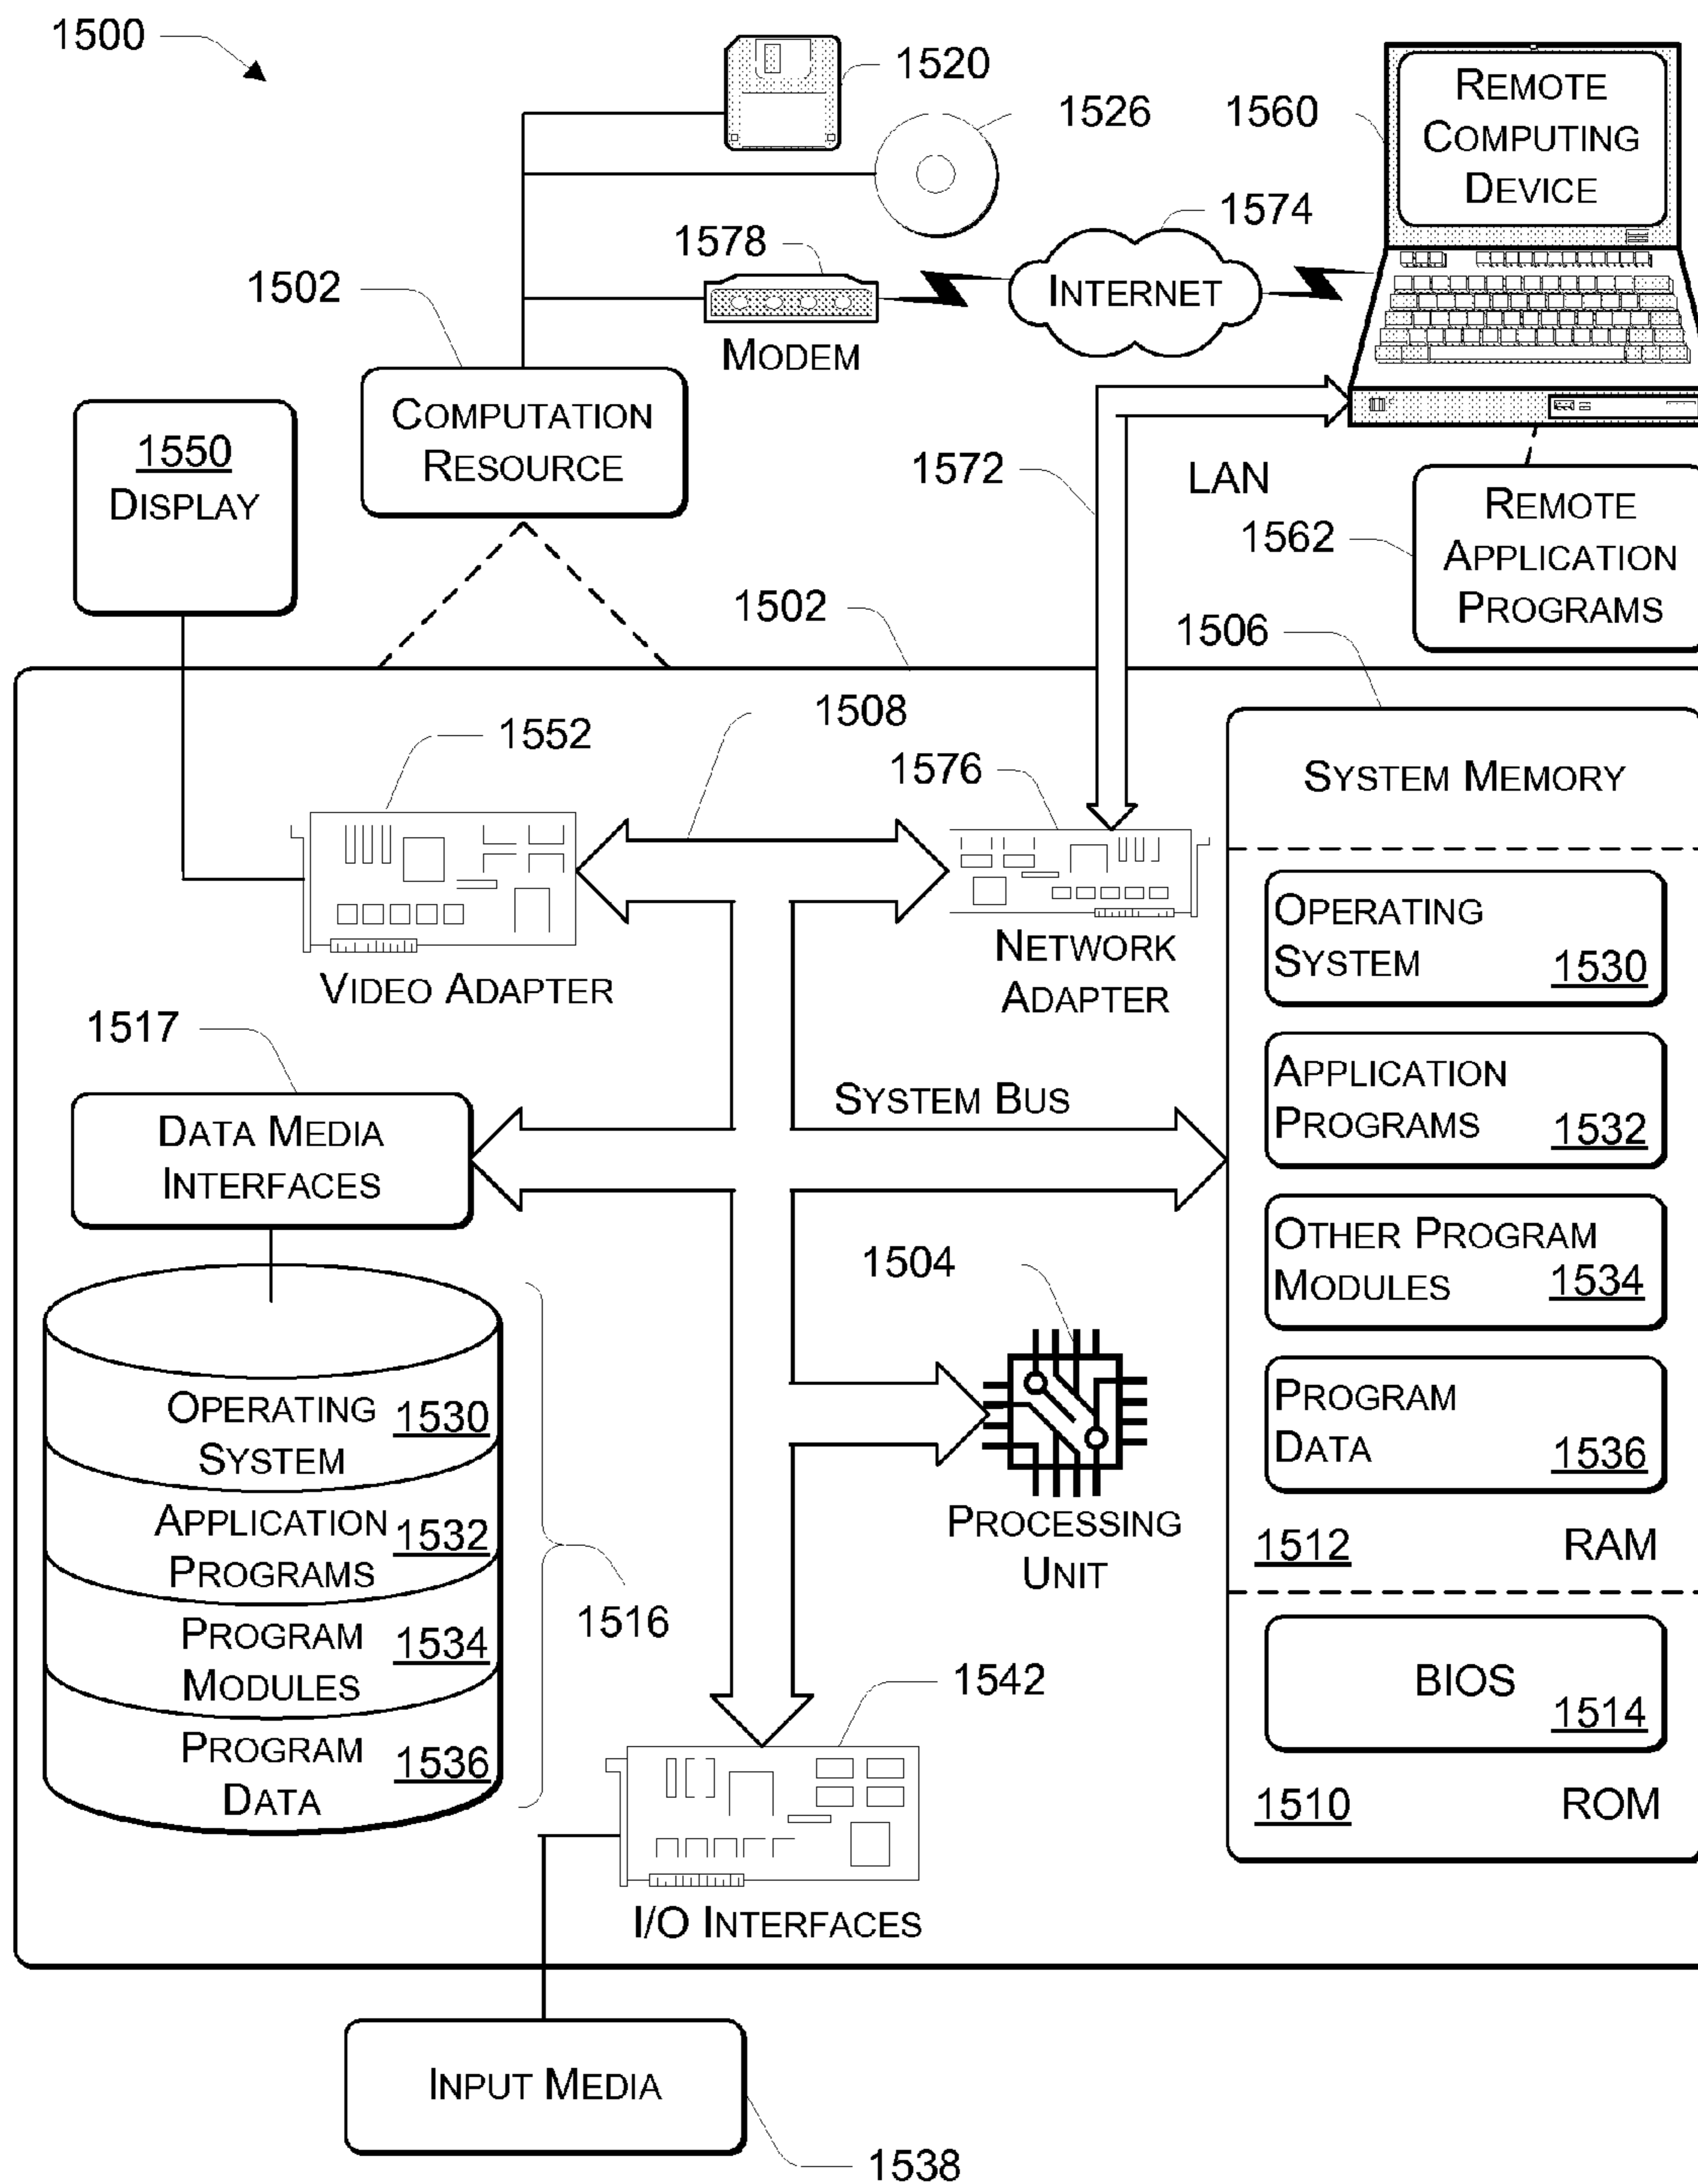 1500
1520
1526
1560
REMOTE
COMPUTING
DEVICE
1574
1578
INTERNET
1502
MODEM
COMPUTATION
RESOURCE
1550
DISPLAY
1572
LAN
REMOTE
APPLICATION
PROGRAMS
1562
1502
1506
1508
1552
1576
SYSTEM MEMORY
OPERATING
SYSTEM 1530
NETWORK
ADAPTER
VIDEO ADAPTER
1517
APPLICATION
PROGRAMS 1532
SYSTEM BUS
DATA MEDIA
INTERFACES
OTHER PROGRAM
MODULES 1534
1504
PROGRAM
DATA 1536
OPERATING 1530
SYSTEM
APPLICATION 1532
PROGRAMS
PROCESSING
UNIT
1512 RAM
1516
PROGRAM 1534
MODULES
1542
BIOS
1514
PROGRAM 1536
DATA
1510 ROM
I/O INTERFACES
INPUT MEDIA
1538